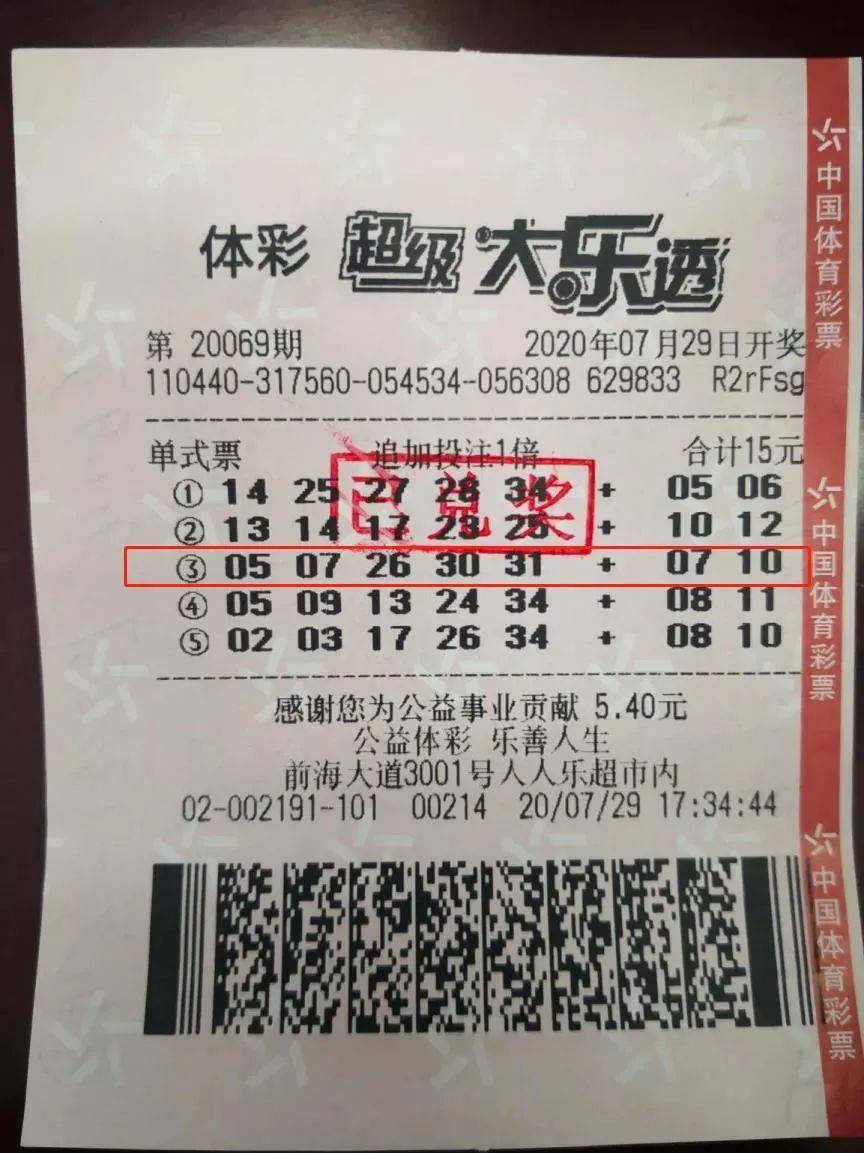 体彩 超级大乐透
第 20069期 2020年07月29日开奖
110440-317560-054534-056308 629833 R2rFsg
单式票 追加投注1倍 合计15元
① 14 25 27 28 34 + 05 06
② 13 14 17 23 25 + 10 12
③ 05 07 26 30 31 + 07 10
④ 05 09 13 24 34 + 08 11
⑤ 02 03 17 26 34 + 08 10
已兑奖
感谢您为公益事业贡献 5.40元
公益体彩 乐善人生
前海大道3001号人人乐超市内
02-002191-101 00214 20/07/29 17:34:44
中国体育彩票
中国体育彩票
中国体育彩票